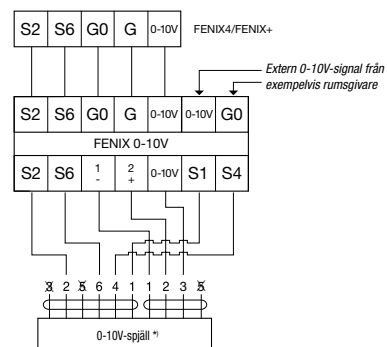 S2 S6 G0 G 0-10V FENIX4/FENIX+
Extern 0-10V-signal från
exempelvis rumsgivare
S2 S6 G0 G 0-10V 0-10V G0
FENIX 0-10V
S2 S6 1 - 2 + 0-10V S1 S4
3 2 5 6 4 1 1 2 3 5
0-10V-spjäll *)